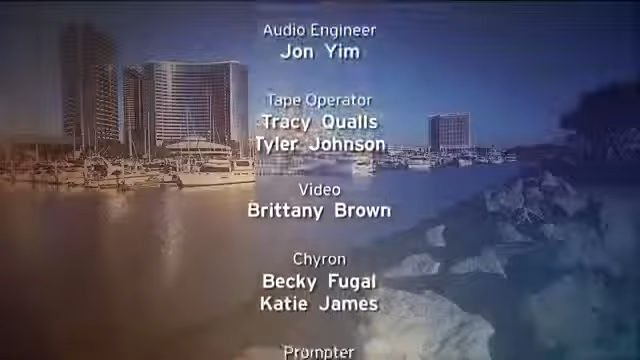 Audio Engineer
Jon Yim
Tape Operator
Tracy Qualls
Tyler Johnson
Video
Brittany Brown
Chyron
Becky Fugal
Katie James
Prompter